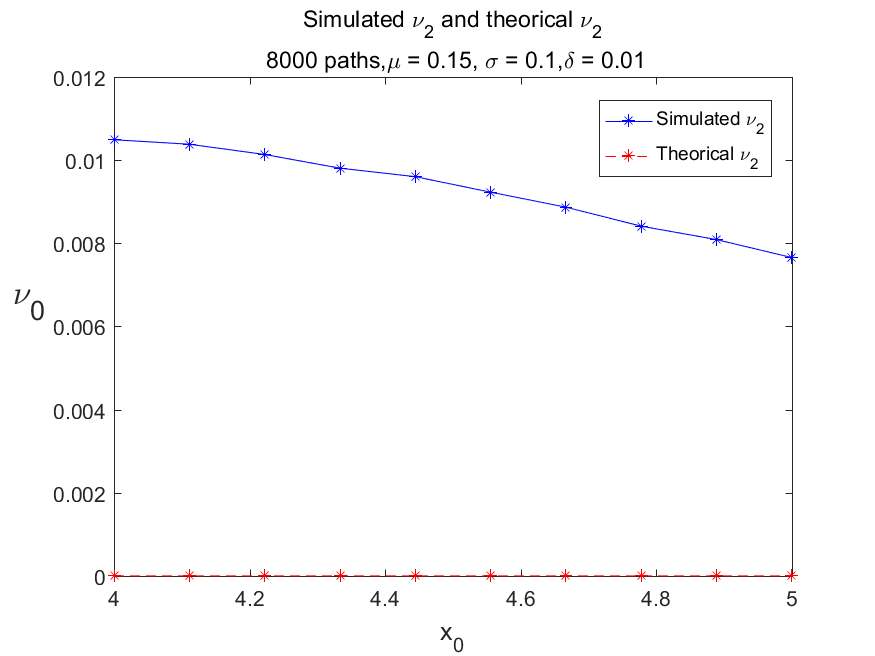 Simulated ν2 and theorical ν2
8000 paths,μ = 0.15, σ = 0.1,δ = 0.01
0.012
0.01
0.008
0.006
0.004
0.002
0
ν0
Simulated ν2
Theorical ν2
4
4.2
4.4
4.6
4.8
5
x0